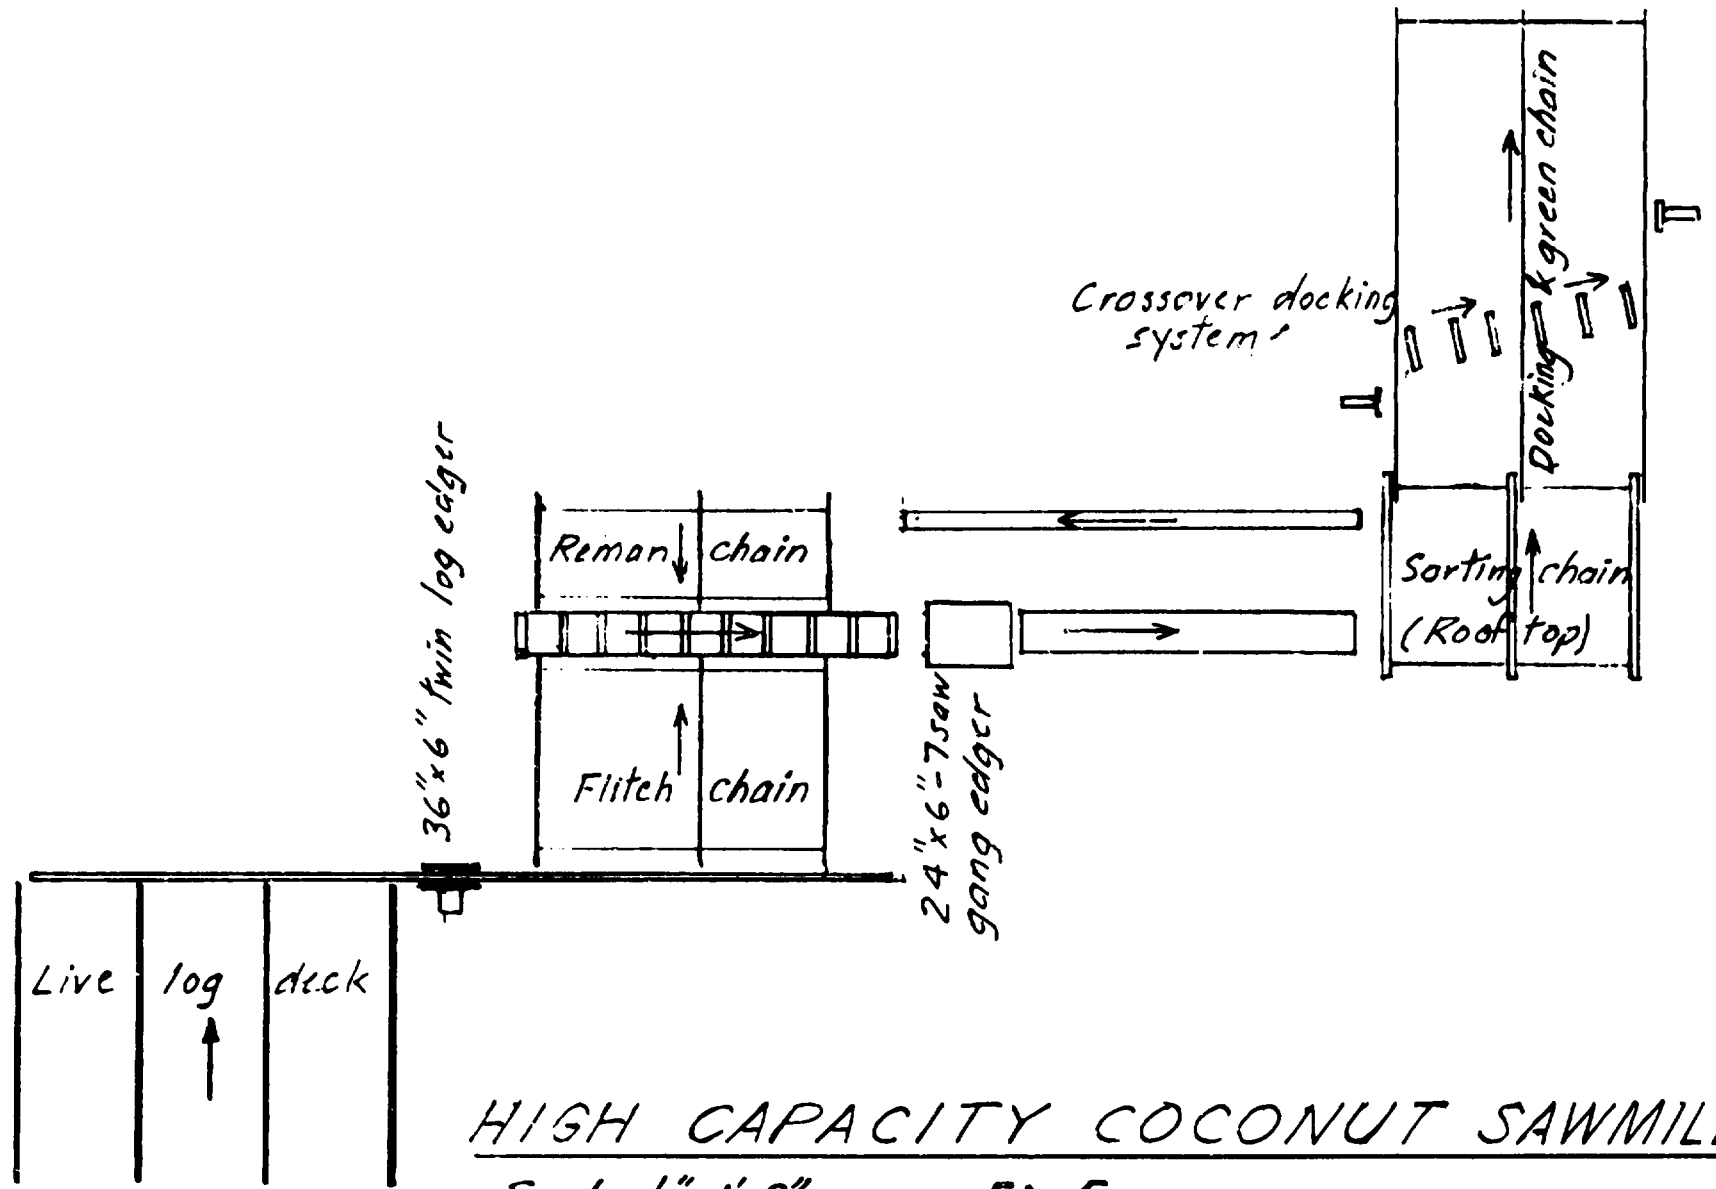 Docking & green chain
Crossover docking
system
36"x6" twin log edger
Reman chain
Sorting chain
(Roof top)
Flitch chain
24"x6"-7saw
gang edger
Live log deck
HIGH CAPACITY COCONUT SAWMILL